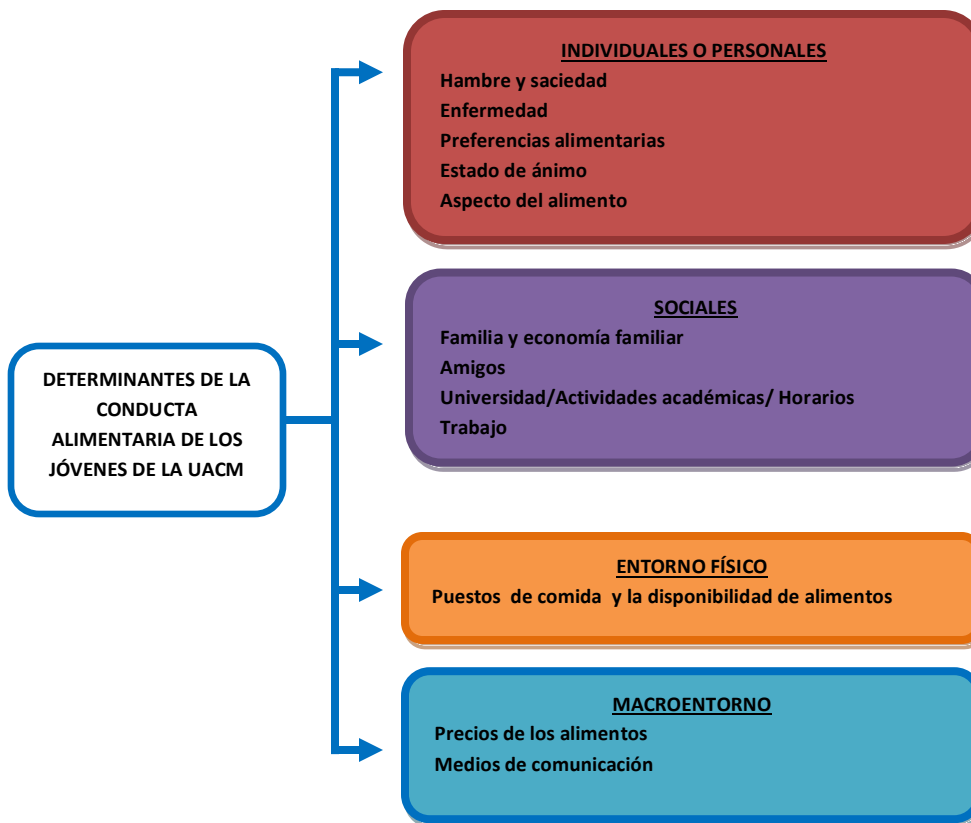 DETERMINANTES DE LA
CONDUCTA
ALIMENTARIA DE LOS
JÓVENES DE LA UACM
INDIVIDUALES O PERSONALES
Hambre y saciedad
Enfermedad
Preferencias alimentarias
Estado de ánimo
Aspecto del alimento
SOCIALES
Familia y economía familiar
Amigos
Universidad/Actividades académicas/ Horarios
Trabajo
ENTORNO FÍSICO
Puestos de comida y la disponibilidad de alimentos
MACROENTORNO
Precios de los alimentos
Medios de comunicación